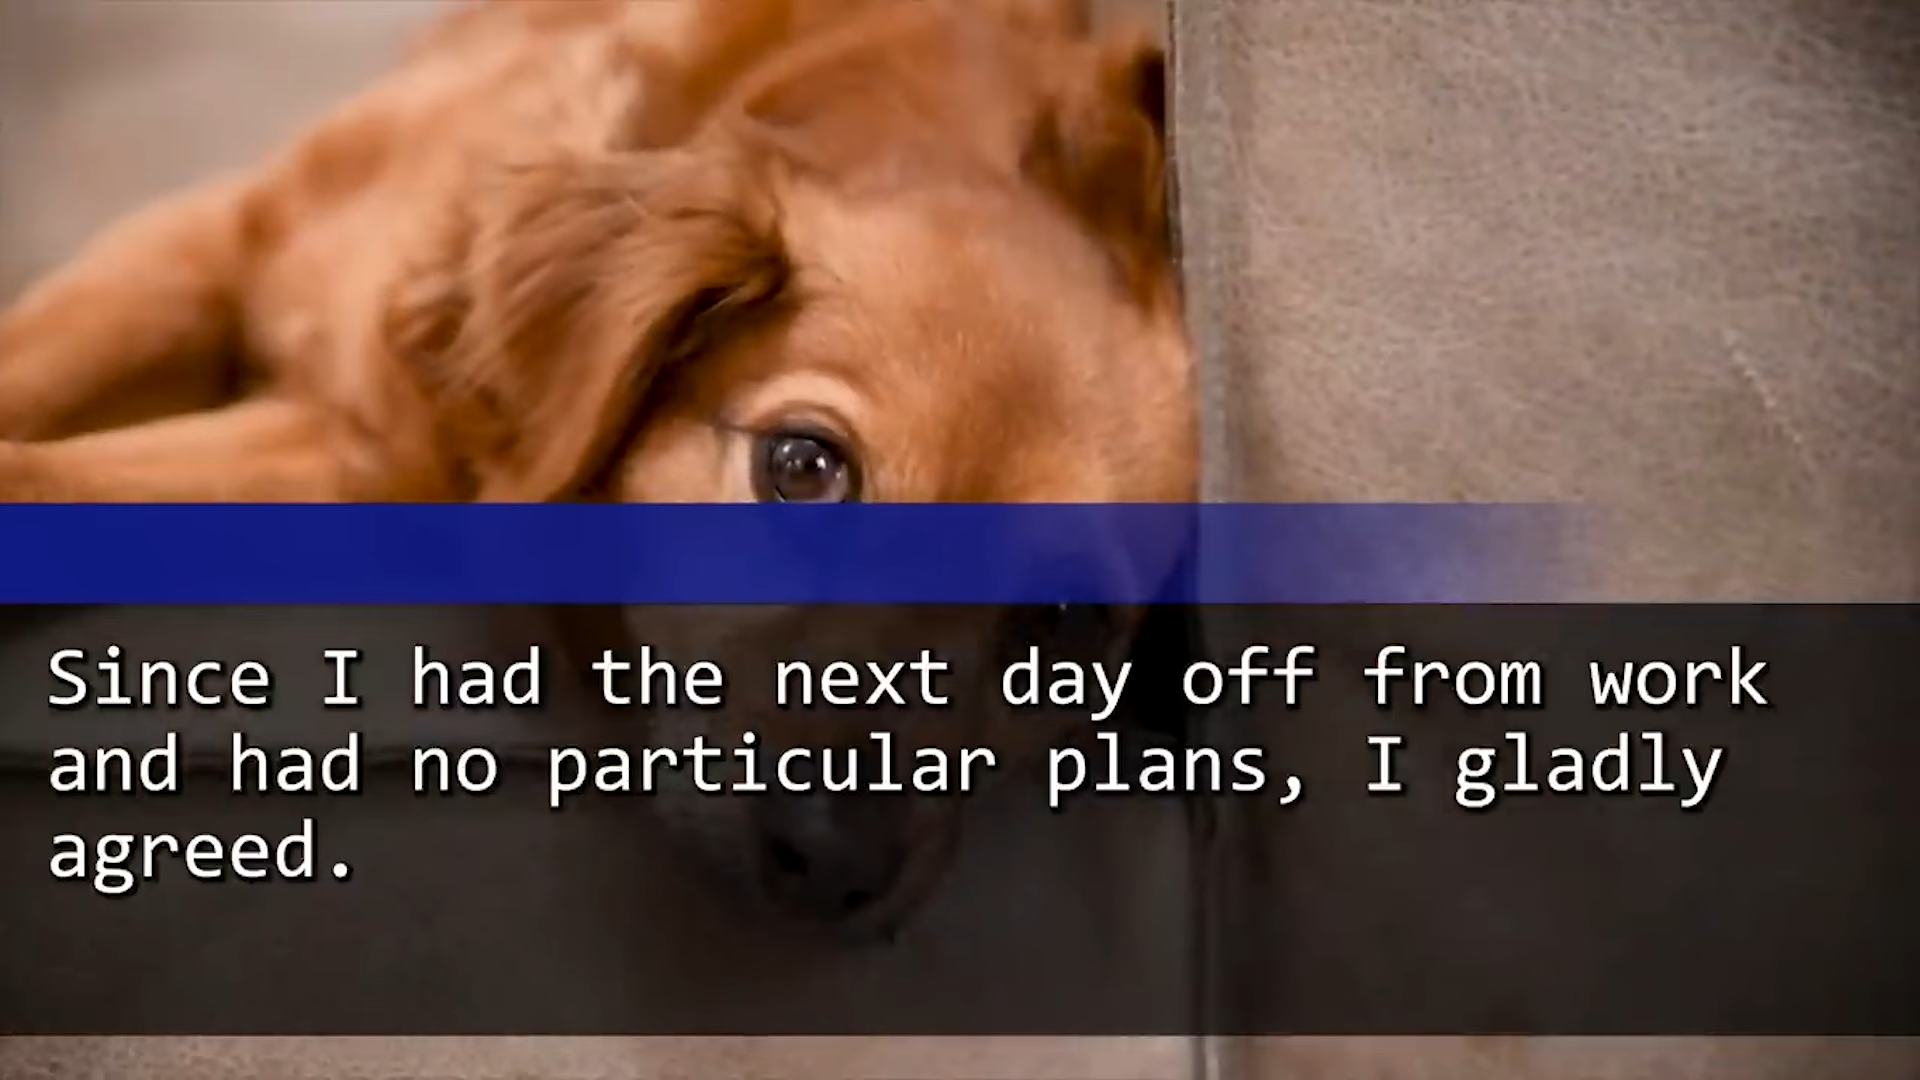 Since I had the next day off from work
and had no particular plans, I gladly
agreed.